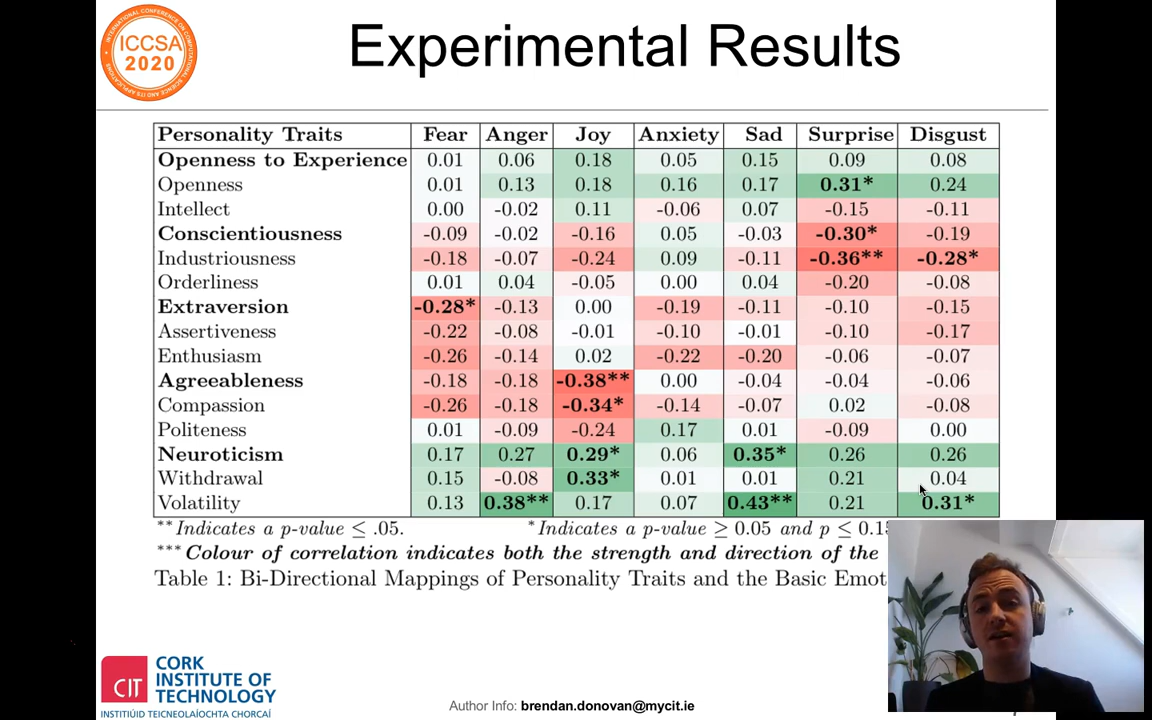 ICCSA
2020
Experimental Results
Personality Traits Fear Anger Joy Anxiety Sad Surprise Disgust
Openness to Experience 0.01 0.06 0.18 0.05 0.15 0.09 0.08
Openness 0.01 0.13 0.18 0.16 0.17 0.31* 0.24
Intellect 0.00 -0.02 0.11 -0.06 0.07 -0.15 -0.11
Conscientiousness -0.09 -0.02 -0.16 0.05 -0.03 -0.30* -0.19
Industriousness -0.18 -0.07 -0.24 0.09 -0.11 -0.36** -0.28*
Orderliness 0.01 0.04 -0.05 0.00 0.04 -0.20 -0.08
Extraversion -0.28* -0.13 0.00 -0.19 -0.11 -0.10 -0.15
Assertiveness -0.22 -0.08 -0.01 -0.10 -0.01 -0.10 -0.17
Enthusiasm -0.26 -0.14 0.02 -0.22 -0.20 -0.06 -0.07
Agreeableness -0.18 -0.18 -0.38** 0.00 -0.04 -0.04 -0.06
Compassion -0.26 -0.18 -0.34* -0.14 -0.07 0.02 -0.08
Politeness 0.01 -0.09 -0.24 0.17 0.01 -0.09 0.00
Neuroticism 0.17 0.27 0.29* 0.06 0.35* 0.26 0.26
Withdrawal 0.15 -0.08 0.33* 0.01 0.01 0.21 0.04
Volatility 0.13 0.38** 0.17 0.07 0.43** 0.21 0.31*
**Indicates a p-value ≤ .05. *Indicates a p-value ≥ 0.05 and p ≤ 0.15
***Colour of correlation indicates both the strength and direction of the
Table 1: Bi-Directional Mappings of Personality Traits and the Basic Emot
CIT
CORK
INSTITUTE OF
TECHNOLOGY
INSTITIÚID TEICNEOLAÍOCHTA CHORCAÍ
Author Info: brendan.donovan@mycit.ie